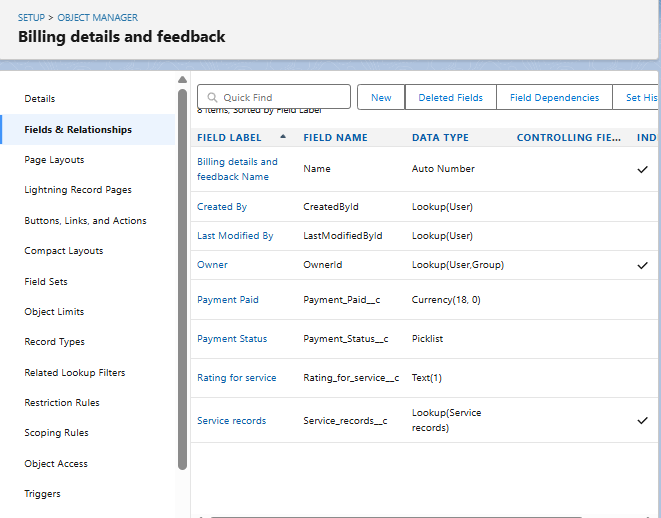 SETUP > OBJECT MANAGER
Billing details and feedback
Details
Fields & Relationships
Page Layouts
Lightning Record Pages
Buttons, Links, and Actions
Compact Layouts
Field Sets
Object Limits
Record Types
Related Lookup Filters
Restriction Rules
Scoping Rules
Object Access
Triggers
Quick Find
New
Deleted Fields
Field Dependencies
Set His
8 Items, Sorted by Field Label
FIELD LABEL FIELD NAME DATA TYPE CONTROLLING FIE... IND
Billing details and
feedback Name
Name Auto Number
Created By CreatedById Lookup(User)
Last Modified By LastModifiedById Lookup(User)
Owner OwnerId Lookup(User,Group)
Payment Paid Payment_Paid__c Currency(18, 0)
Payment Status Payment_Status__c Picklist
Rating for service Rating_for_service__c Text(1)
Service records Service_records__c Lookup(Service
records)